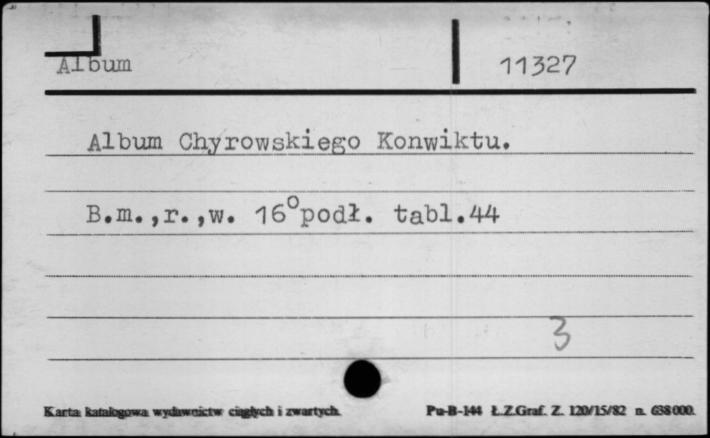 Album 11327
Album Chyrowskiego Konwiktu.
B.m.,r.,w. 16°podł. tabl.44
3
Karta katalogowa wydawnictw ciągłych i zwartych. Pu-B-144 Ł.Z.Graf. Z. 120/15/82 n. 638000.